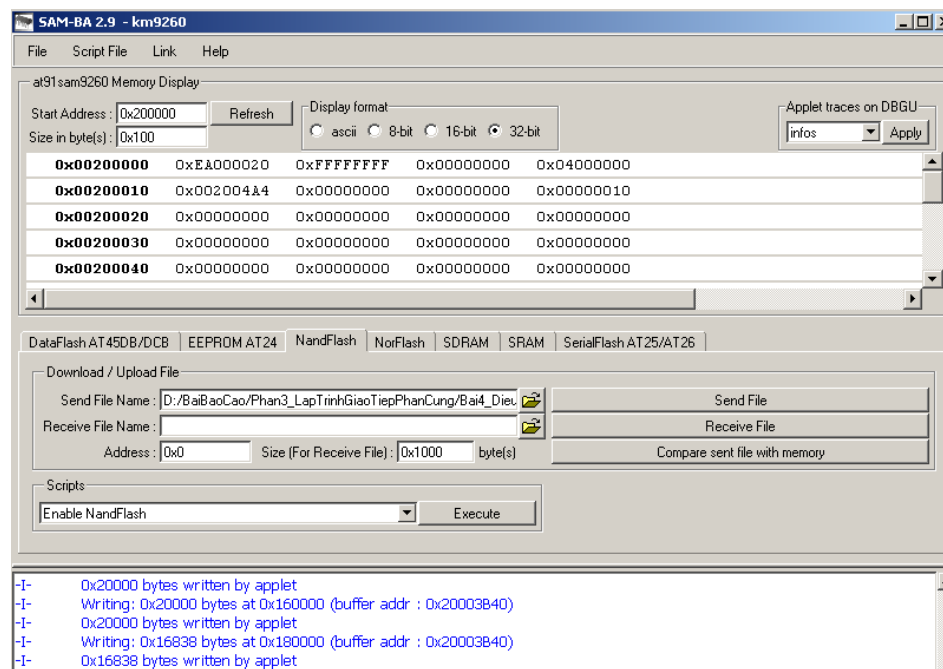 SAM-BA 2.9 - km9260
File Script File Link Help
at91sam9260 Memory Display
Start Address : 0x200000 Refresh
Size in byte(s) : 0x100
Display format
ascii 8-bit 16-bit 32-bit
Applet traces on DBGU
infos Apply
0x00200000 0xEA000020 0xFFFFFFFF 0x00000000 0x04000000
0x00200010 0x002004A4 0x00000000 0x00000000 0x00000010
0x00200020 0x00000000 0x00000000 0x00000000 0x00000000
0x00200030 0x00000000 0x00000000 0x00000000 0x00000000
0x00200040 0x00000000 0x00000000 0x00000000 0x00000000
DataFlash AT45DB/DCB EEPROM AT24 NandFlash NorFlash SDRAM SRAM SerialFlash AT25/AT26
Download / Upload File
Send File Name : D:/BaiBaoCao/Phan3_LapTrinhGiaoTiepPhanCung/Bai4_Dieu Send File
Receive File Name : Receive File
Address : 0x0 Size (For Receive File) : 0x1000 byte(s) Compare sent file with memory
Scripts
Enable NandFlash Execute
-I- 0x20000 bytes written by applet
-I- Writing: 0x20000 bytes at 0x160000 (buffer addr : 0x20003B40)
-I- 0x20000 bytes written by applet
-I- Writing: 0x16838 bytes at 0x180000 (buffer addr : 0x20003B40)
-I- 0x16838 bytes written by applet